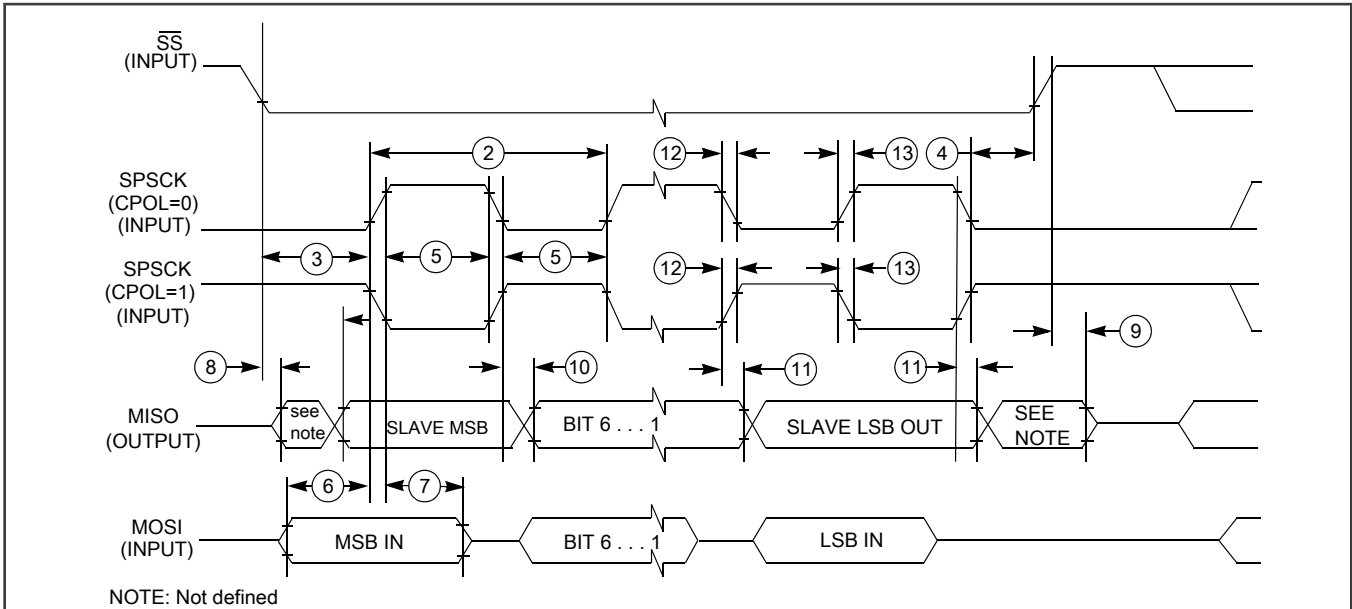 SS
(INPUT)
2
12
13
4
SPSCK
(CPOL=0)
(INPUT)
3
5
5
SPSCK
(CPOL=1)
(INPUT)
12
13
8
10
11
11
9
MISO
(OUTPUT)
see
note
SLAVE MSB
BIT 6 . . . 1
SLAVE LSB OUT
SEE
NOTE
6
7
MOSI
(INPUT)
MSB IN
BIT 6 . . . 1
LSB IN
NOTE: Not defined